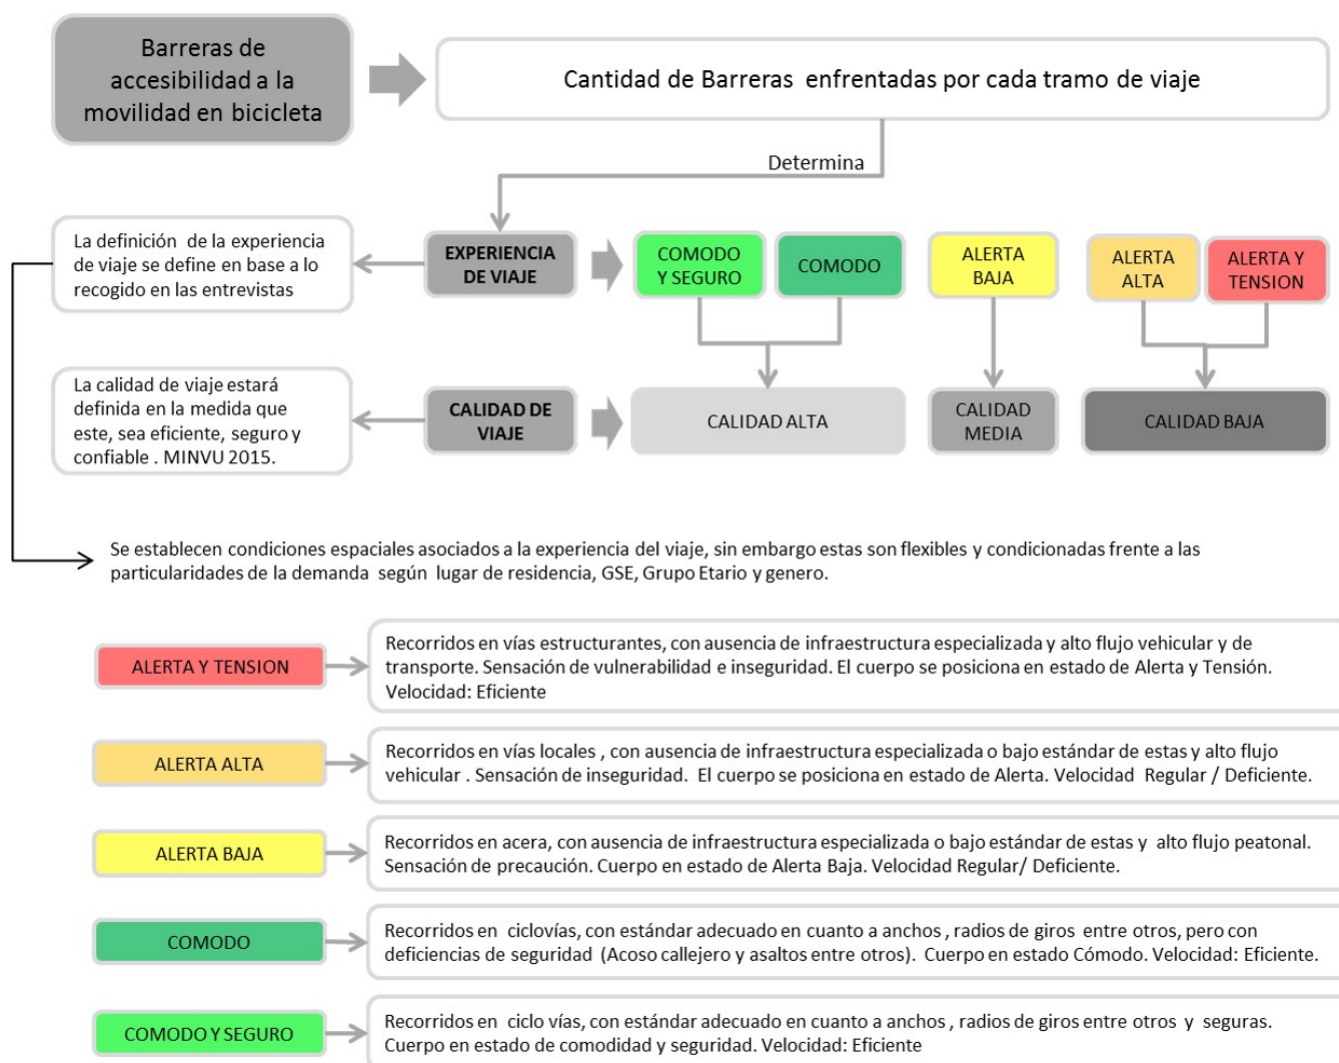 Barreras de
accesibilidad a la
movilidad en bicicleta
Cantidad de Barreras enfrentadas por cada tramo de viaje
Determina
La definición de la experiencia
de viaje se define en base a lo
recogido en las entrevistas
EXPERIENCIA
DE VIAJE
COMODO
Y SEGURO
COMODO
ALERTA
BAJA
ALERTA
ALTA
ALERTA Y
TENSION
La calidad de viaje estará
definida en la medida que
este, sea eficiente, seguro y
confiable . MINVU 2015.
CALIDAD DE
VIAJE
CALIDAD ALTA
CALIDAD
MEDIA
CALIDAD BAJA
Se establecen condiciones espaciales asociados a la experiencia del viaje, sin embargo estas son flexibles y condicionadas frente a las
particularidades de la demanda según lugar de residencia, GSE, Grupo Etario y genero.
ALERTA Y TENSION
Recorridos en vías estructurantes, con ausencia de infraestructura especializada y alto flujo vehicular y de
transporte. Sensación de vulnerabilidad e inseguridad. El cuerpo se posiciona en estado de Alerta y Tensión.
Velocidad: Eficiente
ALERTA ALTA
Recorridos en vías locales , con ausencia de infraestructura especializada o bajo estándar de estas y alto flujo
vehicular . Sensación de inseguridad. El cuerpo se posiciona en estado de Alerta. Velocidad Regular / Deficiente.
ALERTA BAJA
Recorridos en acera, con ausencia de infraestructura especializada o bajo estándar de estas y alto flujo peatonal.
Sensación de precaución. Cuerpo en estado de Alerta Baja. Velocidad Regular/ Deficiente.
COMODO
Recorridos en ciclovías, con estándar adecuado en cuanto a anchos , radios de giros entre otros, pero con
deficiencias de seguridad (Acoso callejero y asaltos entre otros). Cuerpo en estado Cómodo. Velocidad: Eficiente.
COMODO Y SEGURO
Recorridos en ciclo vías, con estándar adecuado en cuanto a anchos , radios de giros entre otros y seguras.
Cuerpo en estado de comodidad y seguridad. Velocidad: Eficiente